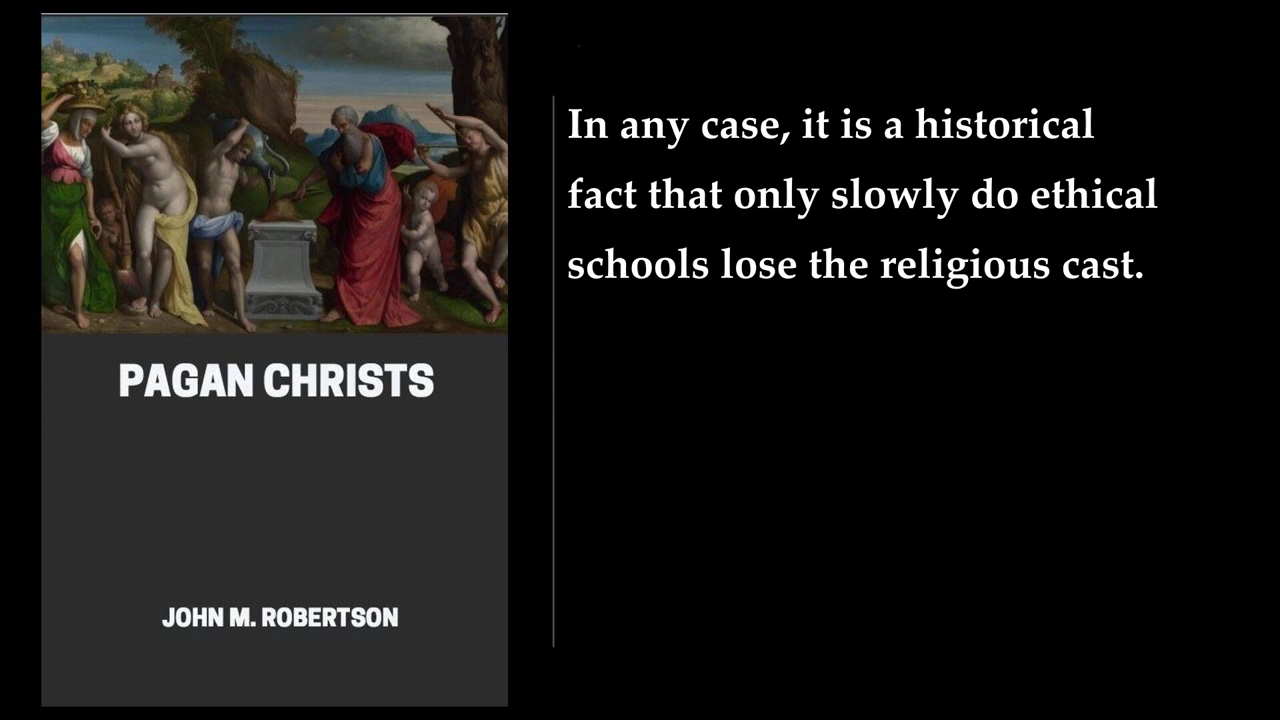 PAGAN CHRISTS
JOHN M. ROBERTSON
In any case, it is a historical
fact that only slowly do ethical
schools lose the religious cast.